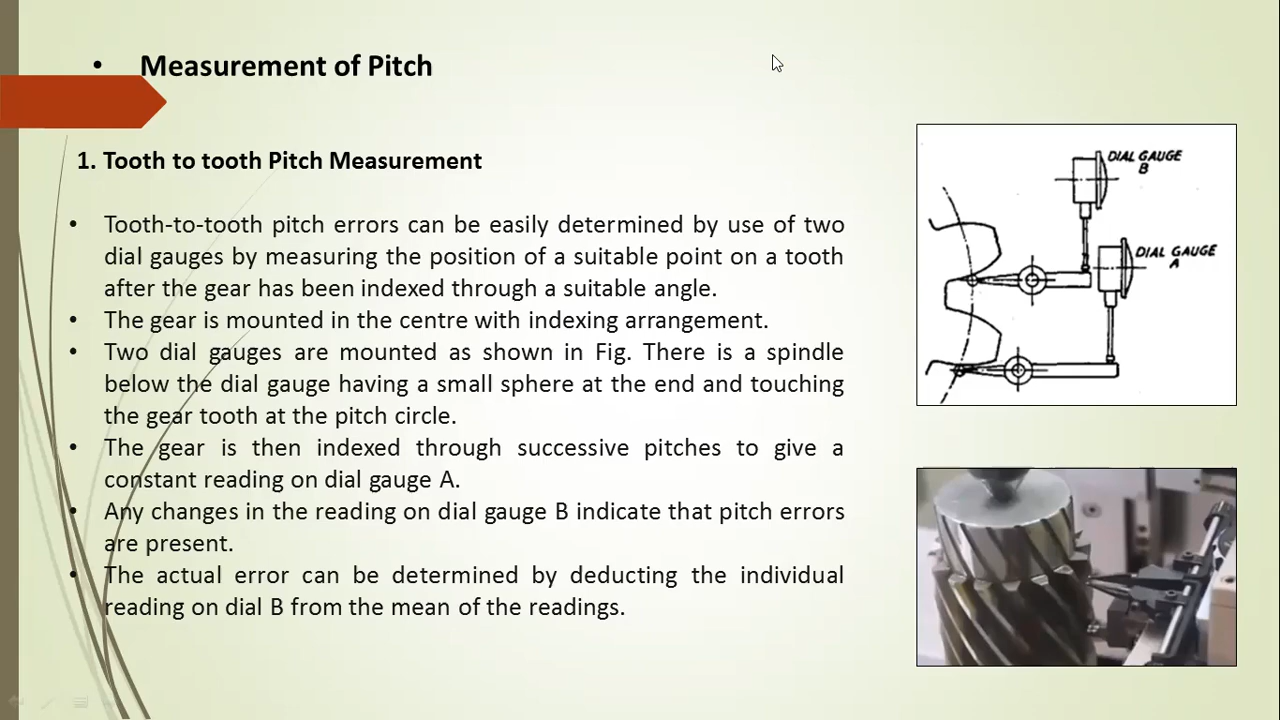 • Measurement of Pitch
1. Tooth to tooth Pitch Measurement
• Tooth-to-tooth pitch errors can be easily determined by use of two
dial gauges by measuring the position of a suitable point on a tooth
after the gear has been indexed through a suitable angle.
• The gear is mounted in the centre with indexing arrangement.
• Two dial gauges are mounted as shown in Fig. There is a spindle
below the dial gauge having a small sphere at the end and touching
the gear tooth at the pitch circle.
• The gear is then indexed through successive pitches to give a
constant reading on dial gauge A.
• Any changes in the reading on dial gauge B indicate that pitch errors
are present.
• The actual error can be determined by deducting the individual
reading on dial B from the mean of the readings.
DIAL GAUGE
B
DIAL GAUGE
A